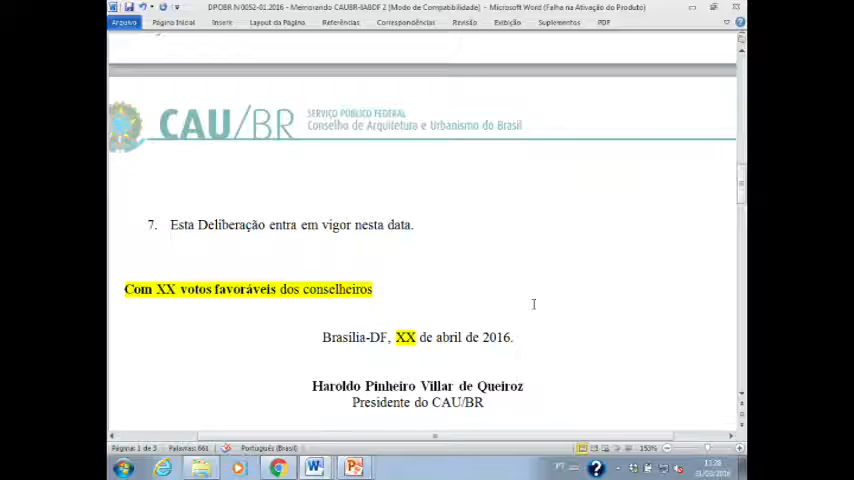 DPOBR N 0052-01.2016 - Memorando CAUBR-IABDF 2 [Modo de Compatibilidade] - Microsoft Word (Falha na Ativação do Produto)
Arquivo Página Inicial Inserir Layout da Página Referências Correspondências Revisão Exibição Suplementos PDF
CAU/BR
SERVIÇO PÚBLICO FEDERAL
Conselho de Arquitetura e Urbanismo do Brasil
7. Esta Deliberação entra em vigor nesta data.
Com XX votos favoráveis dos conselheiros
Brasília-DF, XX de abril de 2016.
Haroldo Pinheiro Villar de Queiroz
Presidente do CAU/BR
Página: 1 de 3 Palavras: 661 Português (Brasil) 153%
PT